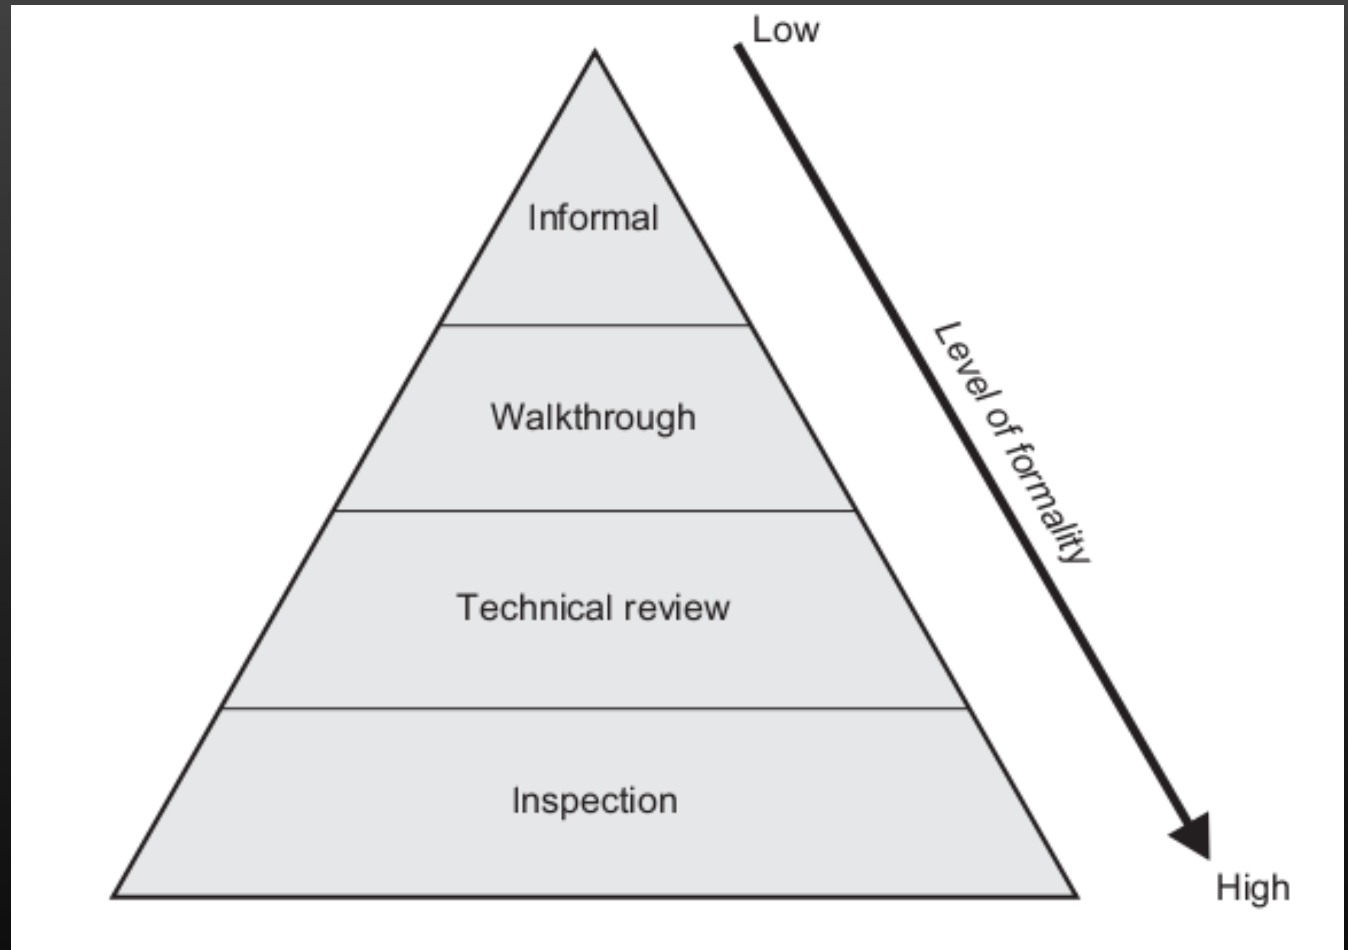 Low
Informal
Walkthrough
Level of formality
Technical review
Inspection
High